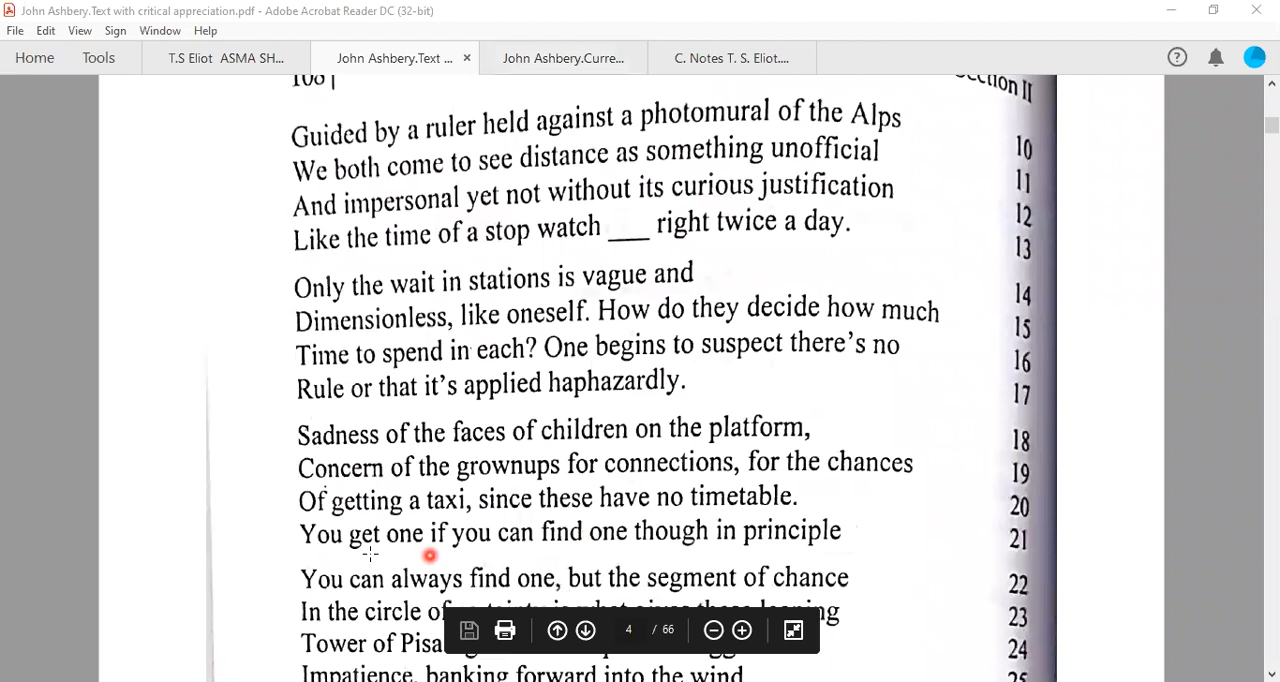 John Ashbery.Text with critical appreciation.pdf - Adobe Acrobat Reader DC (32-bit)
File Edit View Sign Window Help
Home Tools T.S Eliot ASMA SH... John Ashbery.Text ... × John Ashbery.Curre... C. Notes T. S. Eliot....
Section II
Guided by a ruler held against a photomural of the Alps
We both come to see distance as something unofficial 10
And impersonal yet not without its curious justification 11
Like the time of a stop watch ___ right twice a day. 12
13
Only the wait in stations is vague and 14
Dimensionless, like oneself. How do they decide how much 15
Time to spend in each? One begins to suspect there's no 16
Rule or that it's applied haphazardly. 17
Sadness of the faces of children on the platform, 18
Concern of the grownups for connections, for the chances 19
Of getting a taxi, since these have no timetable. 20
You get one if you can find one though in principle 21
You can always find one, but the segment of chance 22
In the circle of 23
Tower of Pisa 24
Impatience, banking forward into the wind 25
4 / 66